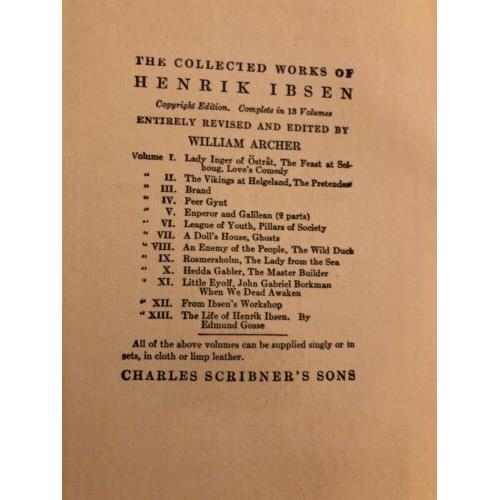 THE COLLECTED WORKS OF
HENRIK IBSEN
Copyright Edition. Complete in 13 Volumes
ENTIRELY REVISED AND EDITED BY
WILLIAM ARCHER
Volume I. Lady Inger of Östråt, The Feast at Sol-
houg, Love's Comedy
" II. The Vikings at Helgeland, The Pretenders
" III. Brand
" IV. Peer Gynt
" V. Emperor and Galilean (2 parts)
" VI. League of Youth, Pillars of Society
" VII. A Doll's House, Ghosts
" VIII. An Enemy of the People, The Wild Duck
" IX. Rosmersholm, The Lady from the Sea
" X. Hedda Gabler, The Master Builder
" XI. Little Eyolf, John Gabriel Borkman
When We Dead Awaken
" XII. From Ibsen's Workshop
" XIII. The Life of Henrik Ibsen. By
Edmund Gosse
All of the above volumes can be supplied singly or in
sets, in cloth or limp leather.
CHARLES SCRIBNER'S SONS